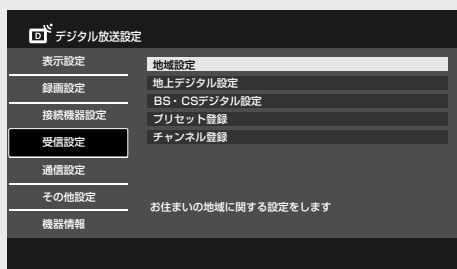 D デジタル放送設定
表示設定
録画設定
接続機器設定
受信設定
通信設定
その他設定
機器情報
地域設定
地上デジタル設定
BS・CSデジタル設定
プリセット登録
チャンネル登録
お住まいの地域に関する設定をします